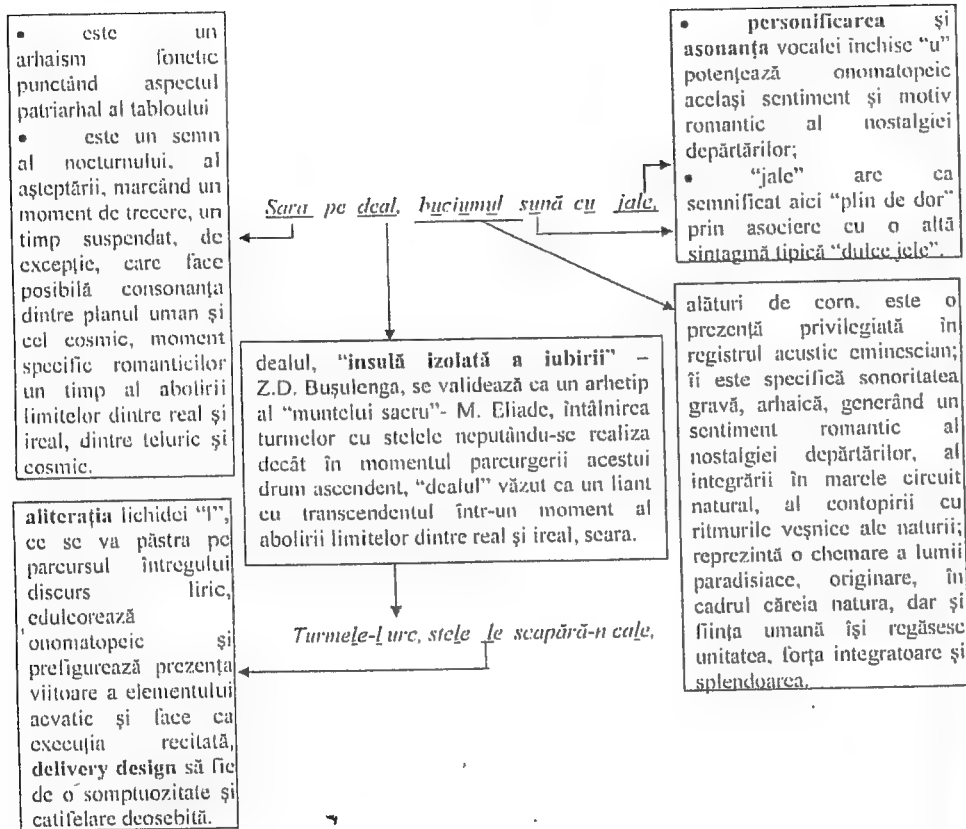 • este un
arhaism fonetic
punctând aspectul
patriarhal al tabloului
• este un semn
al nocturnului, al
așteptării, marcând un
moment de trecere, un
timp suspendat, de
excepție, care face
posibilă consonanța
dintre planul uman și
cel cosmic, moment
specific romanticilor
un timp al abolirii
limitelor dintre real și
ireal, dintre teluric și
cosmic.
Sara pe deal, buciumul sună cu jale,
• personificarea și
asonanța vocalei închise "u"
potențează onomatopeic
același sentiment și motiv
romantic al nostalgiei
depărtărilor;
• "jale" are ca
semnificat aici "plin de dor"
prin asociere cu o altă
sintagmă tipică "dulce jele".
dealul, "insulă izolată a iubirii" –
Z.D. Bușulenga, se validează ca un arhetip
al "muntelui sacru"- M. Eliade, întâlnirea
turmelor cu stelele neputându-se realiza
decât în momentul parcurgerii acestui
drum ascendent, "dealul" văzut ca un liant
cu transcendentul într-un moment al
abolirii limitelor dintre real și ireal, seara.
alături de corn. este o
prezență privilegiată în
registrul acustic eminescian;
îi este specifică sonoritatea
gravă, arhaică, generând un
sentiment romantic al
nostalgiei depărtărilor, al
integrării în marele circuit
natural, al contopirii cu
ritmurile veșnice ale naturii;
reprezintă o chemare a lumii
paradisiace, originare, în
cadrul căreia natura, dar și
ființa umană își regăsesc
unitatea, forța integratoare și
splendoarea.
Turmele-l urc, stele le scapără-n cale,
aliterația lichidei "l",
ce se va păstra pe
parcursul întregului
discurs liric,
edulcorează
onomatopeic și
prefigurează prezența
viitoare a elementului
acvatic și face ca
execuția recitată,
delivery design să fie
de o somptuozitate și
catifelare deosebită.